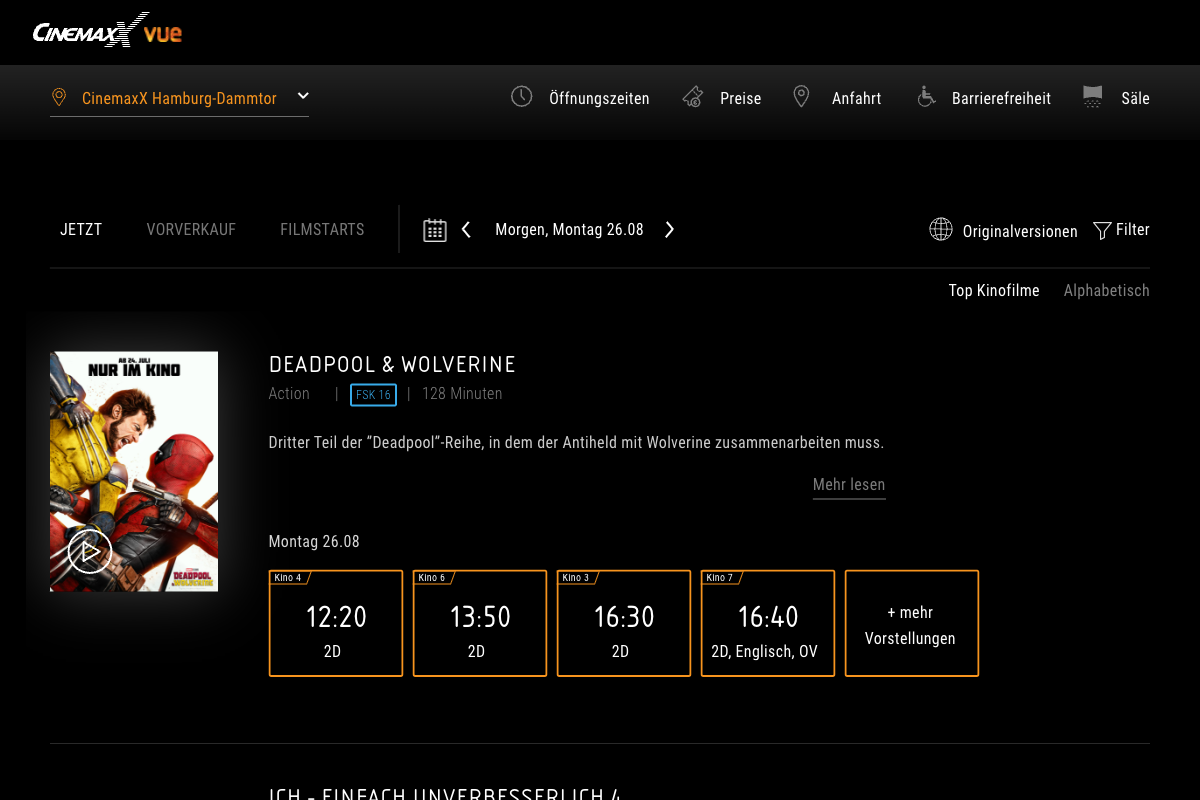 CINEMAXX vue
CinemaxX Hamburg-Dammtor
Öffnungszeiten
Preise
Anfahrt
Barrierefreiheit
Säle
JETZT
VORVERKAUF
FILMSTARTS
Morgen, Montag 26.08
Originalversionen
Filter
Top Kinofilme
Alphabetisch
AB 24. JULI
NUR IM KINO
DEADPOOL
& WOLVERINE
DEADPOOL & WOLVERINE
Action | FSK 16 | 128 Minuten
Dritter Teil der “Deadpool“-Reihe, in dem der Antiheld mit Wolverine zusammenarbeiten muss.
Mehr lesen
Montag 26.08
Kino 4
12:20
2D
Kino 6
13:50
2D
Kino 3
16:30
2D
Kino 7
16:40
2D, Englisch, OV
+ mehr
Vorstellungen
ICH - EINFACH UNVERBESSERLICH 4